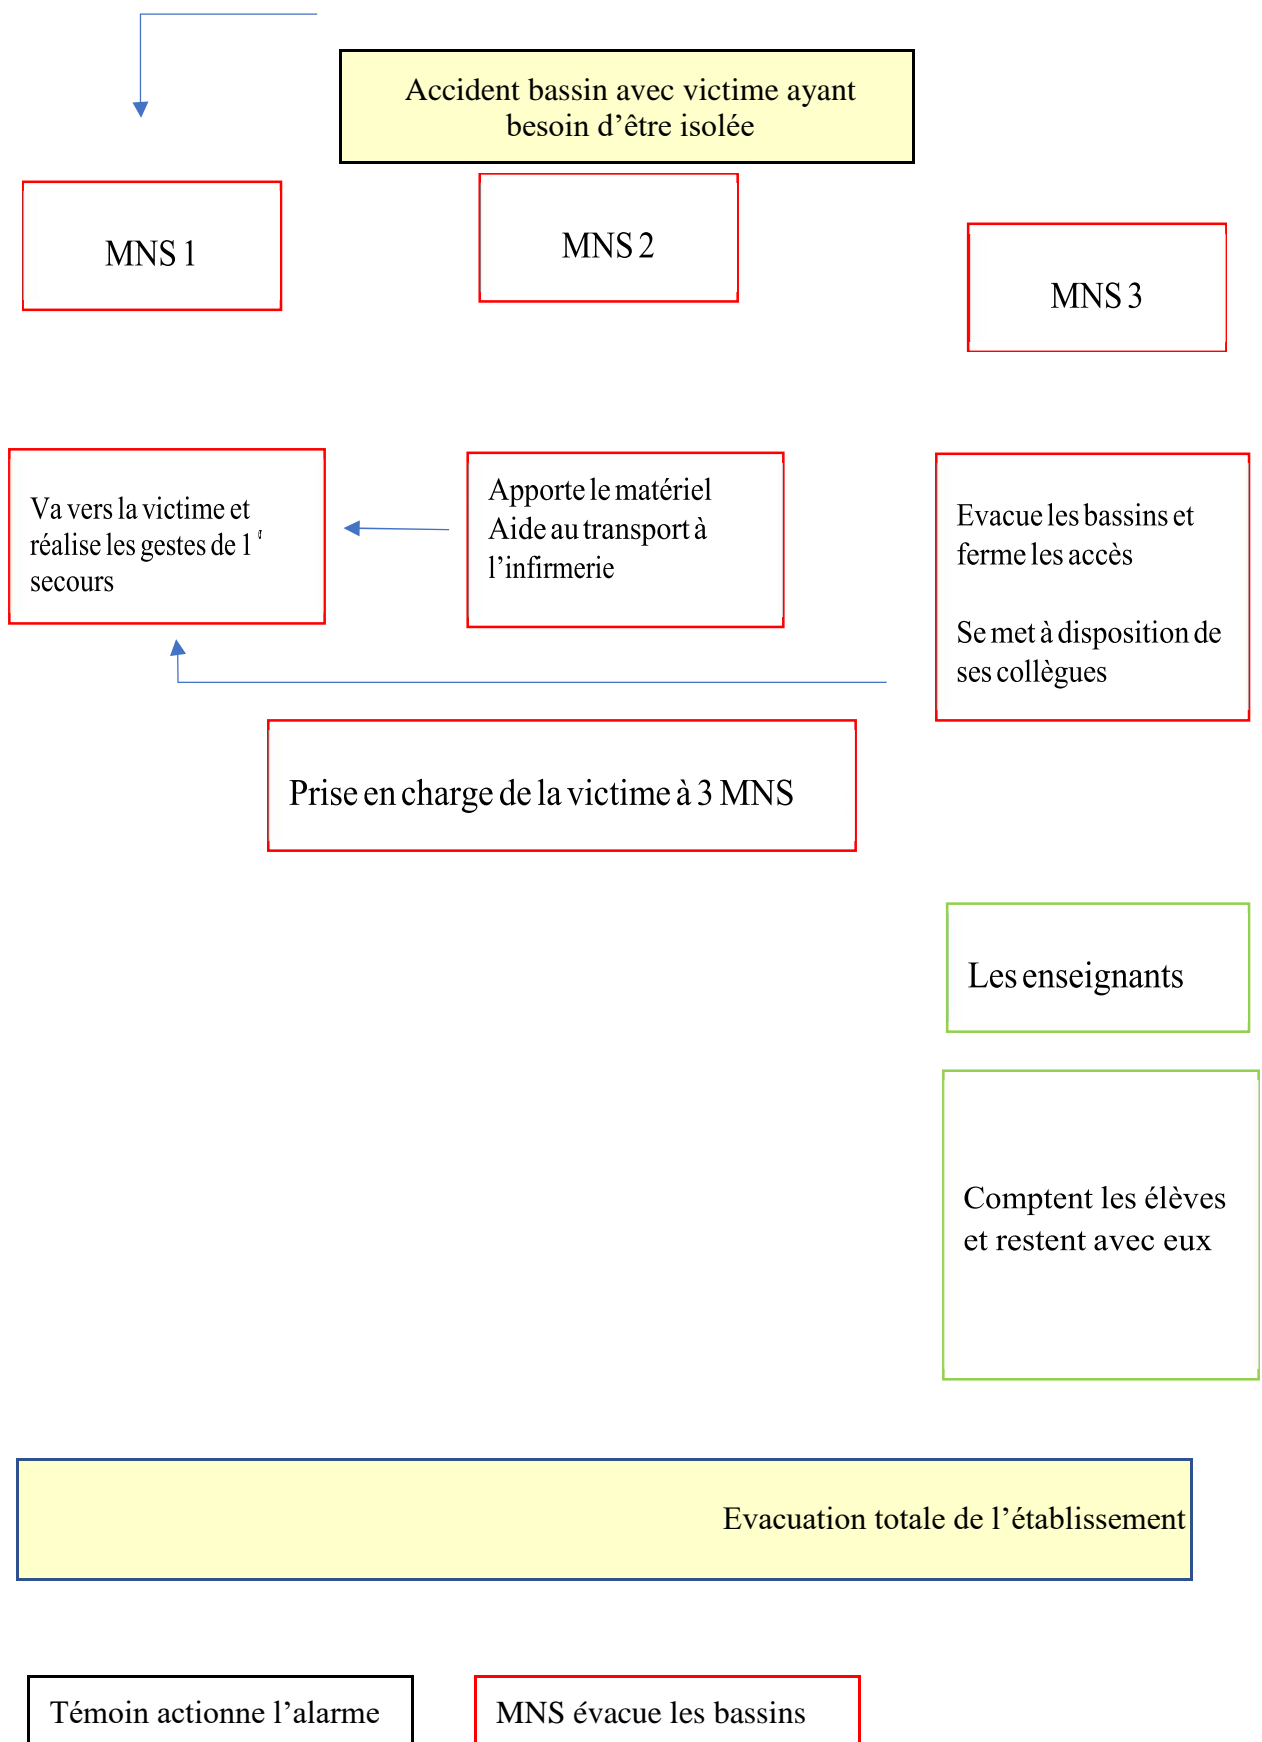 Accident bassin avec victime ayant
besoin d’être isolée
MNS 1
MNS 2
MNS 3
Va vers la victime et
réalise les gestes de 1
secours
Apporte le matériel
Aide au transport à
l’infirmerie
Evacue les bassins et
ferme les accès
Se met à disposition de
ses collègues
Prise en charge de la victime à 3 MNS
Les enseignants
Comptent les élèves
et restent avec eux
Evacuation totale de l’établissement
Témoin actionne l’alarme
MNS évacue les bassins